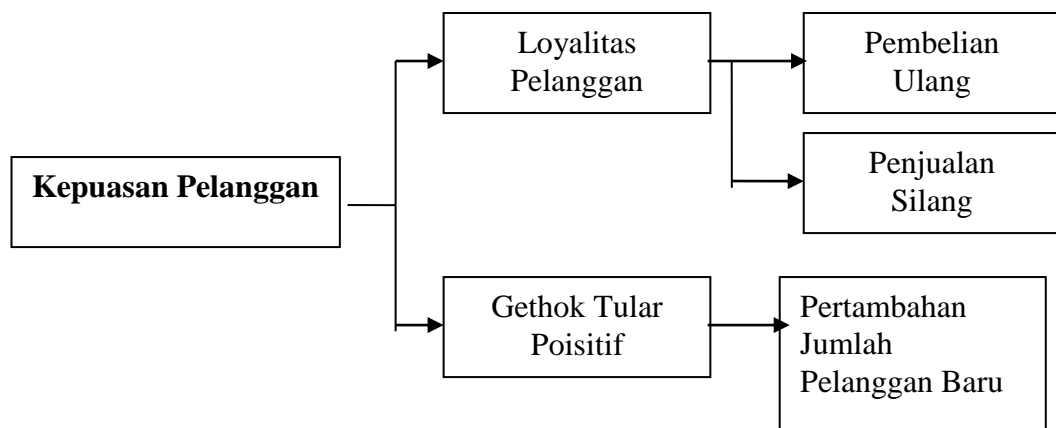 Loyalitas
Pelanggan
Pembelian
Ulang
Kepuasan Pelanggan
Penjualan
Silang
Gethok Tular
Poisitif
Pertambahan
Jumlah
Pelanggan Baru